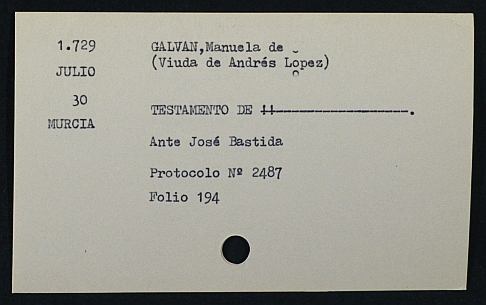 1.729
JULIO
30
MURCIA
GALVAN,Manuela de
(Viuda de Andrés Lopez)
TESTAMENTO DE ¡¡------------------.
Ante José Bastida
Protocolo Nº 2487
Folio 194